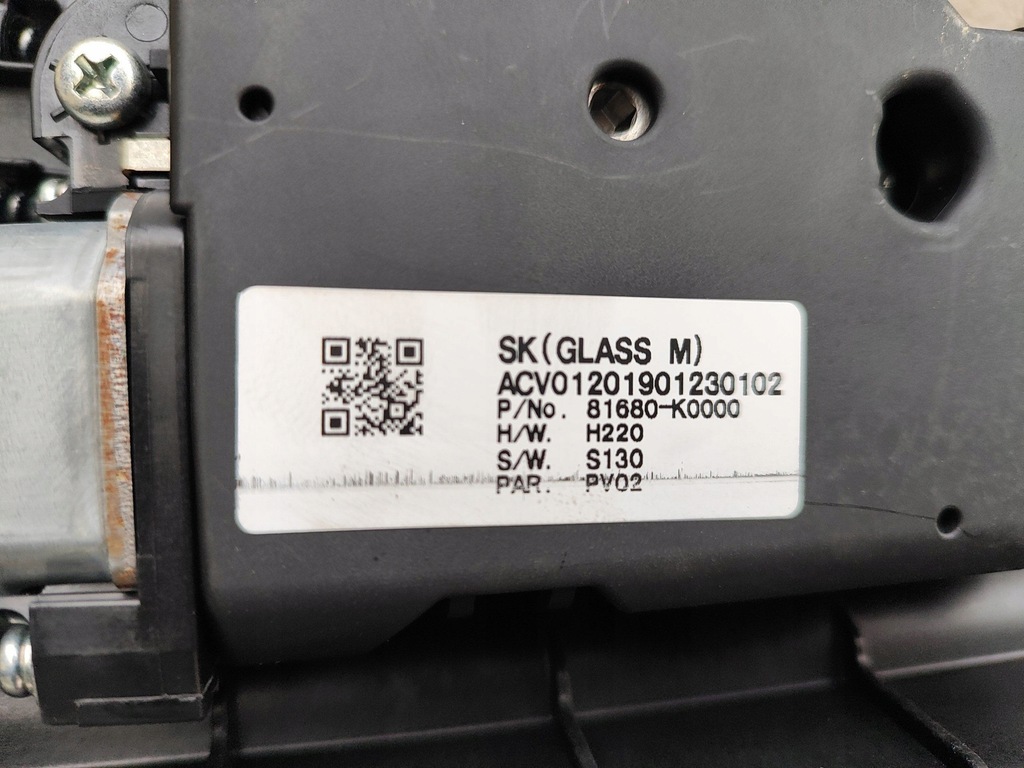 SK(GLASS M)
ACV01201901230102
P/No. 81680-K0000
H/W. H220
S/W. S130
PAR. PV02